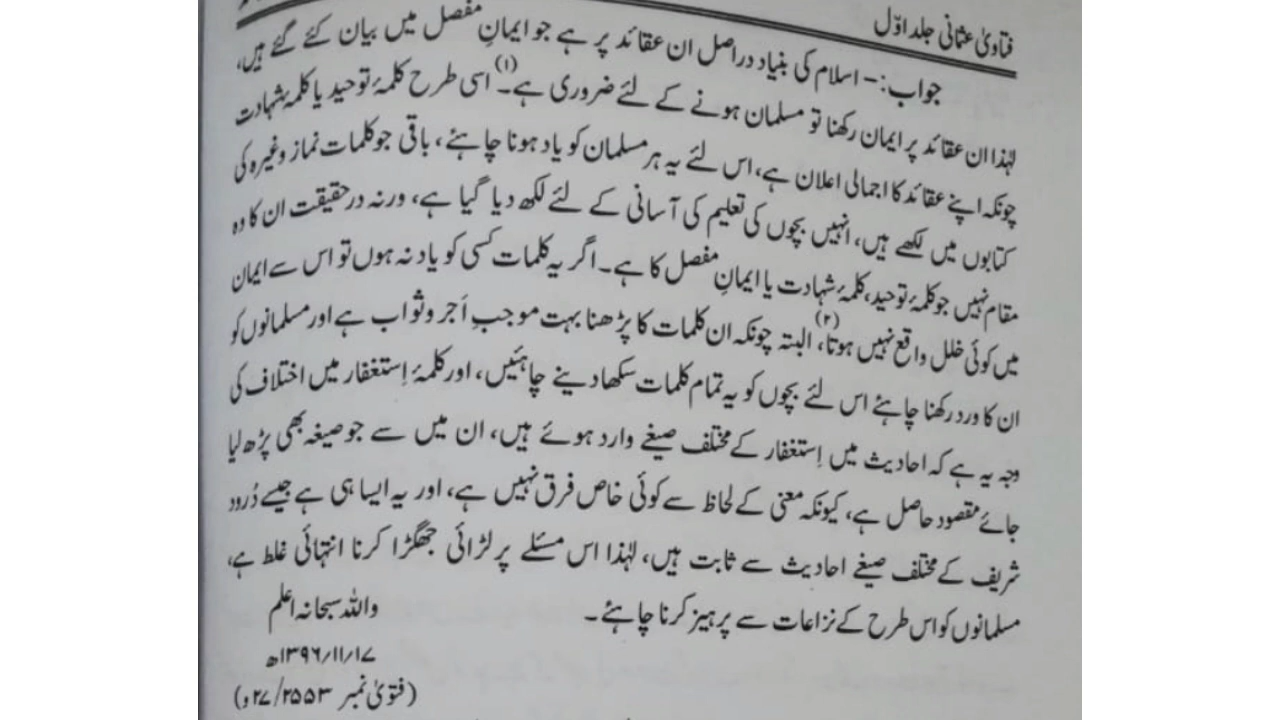 فتاویٰ عثمانی جلد اوّل
جواب:- اسلام کی بنیاد دراصل ان عقائد پر ہے جو ایمانِ مفصل میں بیان کئے گئے ہیں،
لہٰذا ان عقائد پر ایمان رکھنا تو مسلمان ہونے کے لئے ضروری ہے۔(۱) اسی طرح کلمۂ توحید یا کلمۂ شہادت
چونکہ اپنے عقائد کا اجمالی اعلان ہے، اس لئے یہ ہر مسلمان کو یاد ہونا چاہئے، باقی جو کلمات نماز وغیرہ کی
کتابوں میں لکھے ہیں، انہیں بچوں کی تعلیم کی آسانی کے لئے لکھ دیا گیا ہے، ورنہ درحقیقت ان کا وہ
مقام نہیں جو کلمۂ توحید، کلمۂ شہادت یا ایمانِ مفصل کا ہے۔ اگر یہ کلمات کسی کو یاد نہ ہوں تو اس سے ایمان
میں کوئی خلل واقع نہیں ہوتا،(۲) البتہ چونکہ ان کلمات کا پڑھنا بہت موجبِ اَجر و ثواب ہے اور مسلمانوں کو
ان کا ورد رکھنا چاہئے اس لئے بچوں کو یہ تمام کلمات سکھادینے چاہئیں، اور کلمۂ اِستغفار میں اختلاف کی
وجہ یہ ہے کہ احادیث میں اِستغفار کے مختلف صیغے وارد ہوئے ہیں، ان میں سے جو صیغہ بھی پڑھ لیا
جائے مقصود حاصل ہے، کیونکہ معنی کے لحاظ سے کوئی خاص فرق نہیں ہے، اور یہ ایسا ہی ہے جیسے دُرود
شریف کے مختلف صیغے احادیث سے ثابت ہیں، لہٰذا اس مسئلے پر لڑائی جھگڑا کرنا انتہائی غلط ہے،
مسلمانوں کو اس طرح کے نزاعات سے پرہیز کرنا چاہئے۔
واللہ سبحانہ اعلم
۱۷/۱۱/۱۳۹۶ھ
(فتویٰ نمبر ۲۵۵۳/۲۷ و)